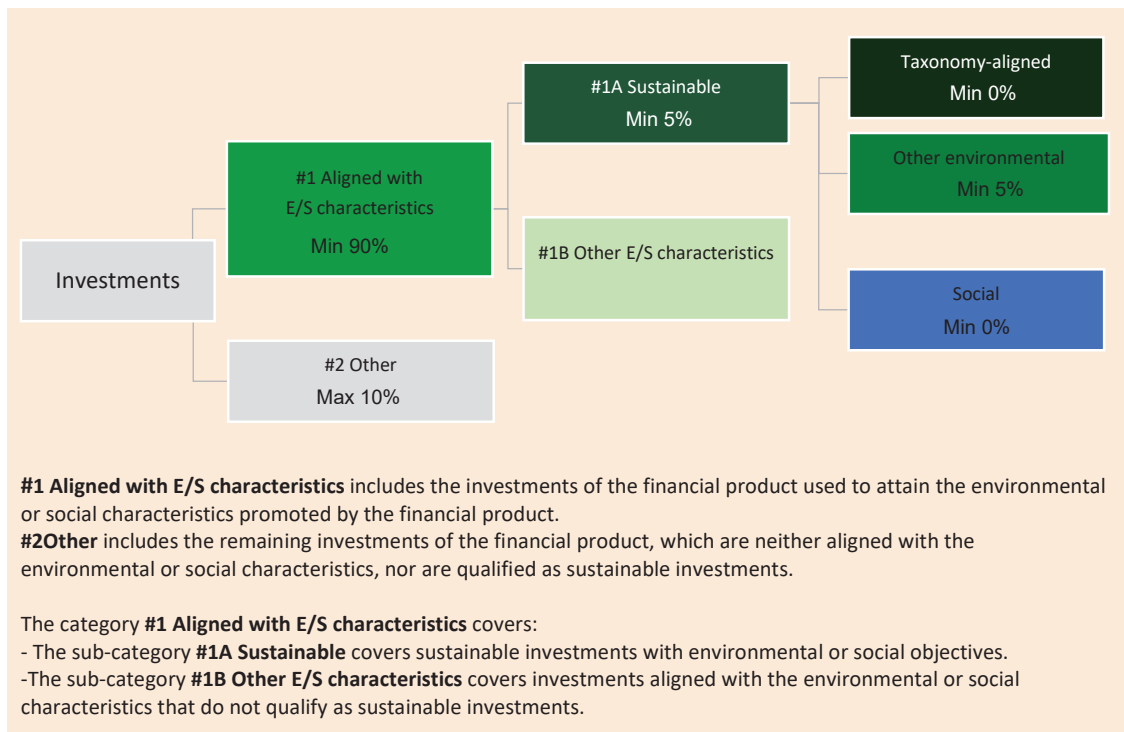 Investments
#1 Aligned with
E/S characteristics
Min 90%
#2 Other
Max 10%
#1A Sustainable
Min 5%
#1B Other E/S characteristics
Taxonomy-aligned
Min 0%
Other environmental
Min 5%
Social
Min 0%
#1 Aligned with E/S characteristics includes the investments of the financial product used to attain the environmental
or social characteristics promoted by the financial product.
#2Other includes the remaining investments of the financial product, which are neither aligned with the
environmental or social characteristics, nor are qualified as sustainable investments.
The category #1 Aligned with E/S characteristics covers:
- The sub-category #1A Sustainable covers sustainable investments with environmental or social objectives.
-The sub-category #1B Other E/S characteristics covers investments aligned with the environmental or social
characteristics that do not qualify as sustainable investments.